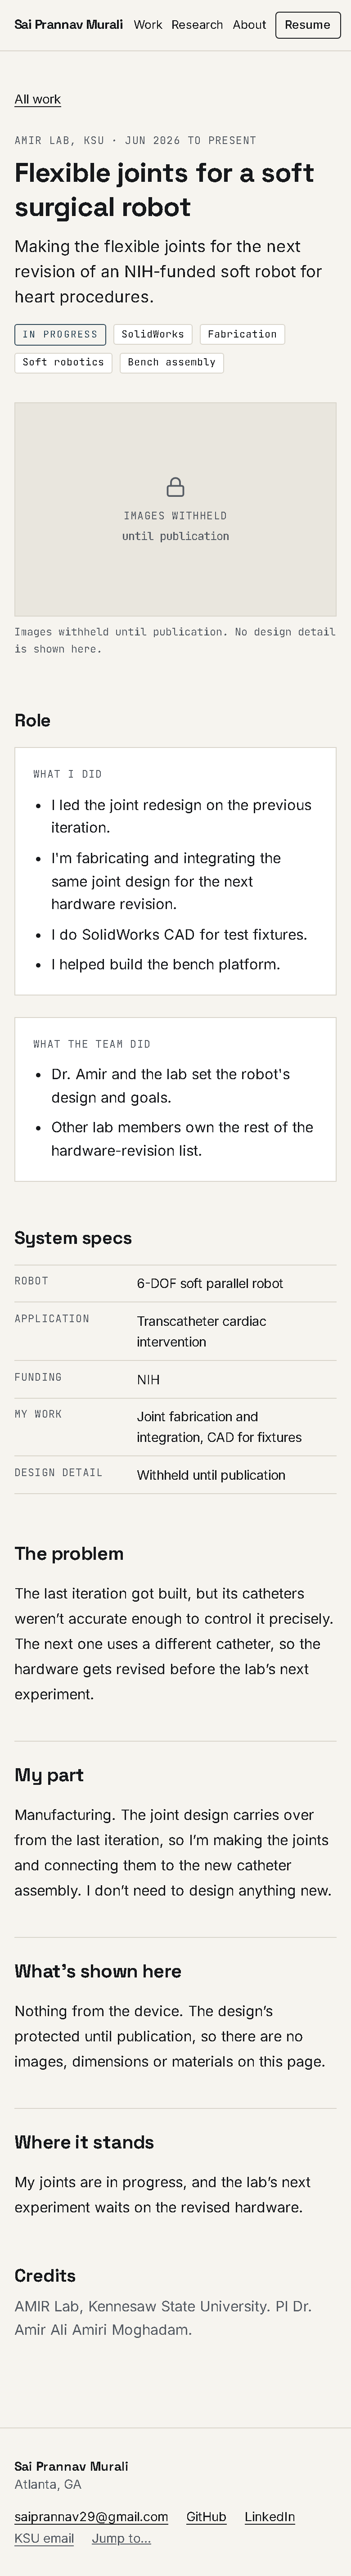 Sai Prannav Murali Work Research About Resume
All work
AMIR LAB, KSU · JUN 2026 TO PRESENT
Flexible joints for a soft
surgical robot
Making the flexible joints for the next
revision of an NIH-funded soft robot for
heart procedures.
IN PROGRESS SolidWorks Fabrication
Soft robotics Bench assembly
IMAGES WITHHELD
until publication
Images withheld until publication. No design detail
is shown here.
Role
WHAT I DID
• I led the joint redesign on the previous
iteration.
• I'm fabricating and integrating the
same joint design for the next
hardware revision.
• I do SolidWorks CAD for test fixtures.
• I helped build the bench platform.
WHAT THE TEAM DID
• Dr. Amir and the lab set the robot's
design and goals.
• Other lab members own the rest of the
hardware-revision list.
System specs
ROBOT 6-DOF soft parallel robot
APPLICATION Transcatheter cardiac
intervention
FUNDING NIH
MY WORK Joint fabrication and
integration, CAD for fixtures
DESIGN DETAIL Withheld until publication
The problem
The last iteration got built, but its catheters
weren’t accurate enough to control it precisely.
The next one uses a different catheter, so the
hardware gets revised before the lab’s next
experiment.
My part
Manufacturing. The joint design carries over
from the last iteration, so I’m making the joints
and connecting them to the new catheter
assembly. I don’t need to design anything new.
What’s shown here
Nothing from the device. The design’s
protected until publication, so there are no
images, dimensions or materials on this page.
Where it stands
My joints are in progress, and the lab’s next
experiment waits on the revised hardware.
Credits
AMIR Lab, Kennesaw State University. PI Dr.
Amir Ali Amiri Moghadam.
Sai Prannav Murali
Atlanta, GA
saiprannav29@gmail.com GitHub LinkedIn
KSU email Jump to…